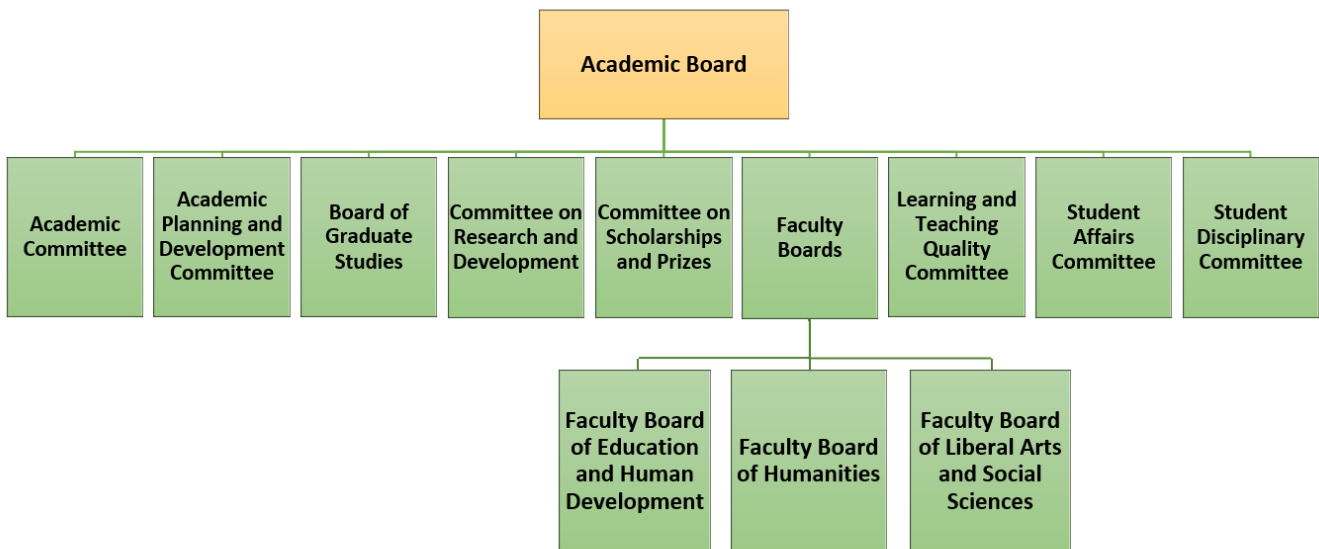 Academic Board
Academic
Committee
Academic
Planning and
Development
Committee
Board of
Graduate
Studies
Committee on
Research and
Development
Committee on
Scholarships
and Prizes
Faculty
Boards
Learning and
Teaching
Quality
Committee
Student
Affairs
Committee
Student
Disciplinary
Committee
Faculty Board
of Education
and Human
Development
Faculty Board
of Humanities
Faculty Board
of Liberal Arts
and Social
Sciences